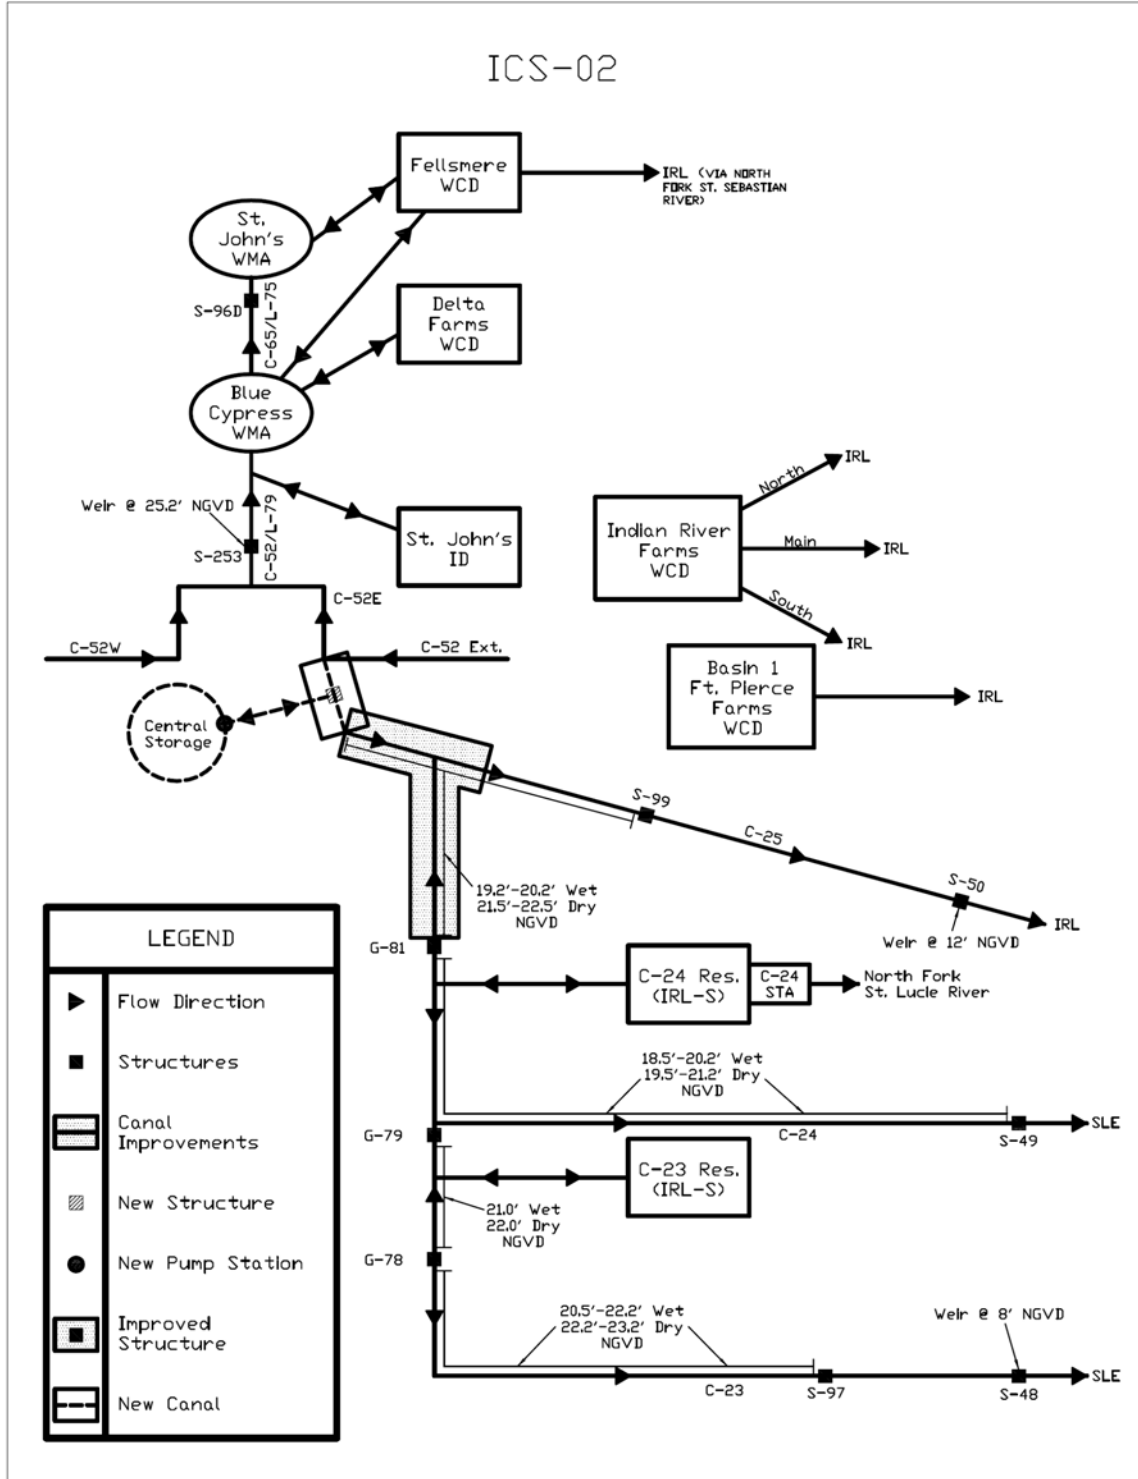 ICS-02
Fellsmere
WCD
IRL (VIA NORTH
FORK ST. SEBASTIAN
RIVER)
St.
John's
WMA
S-96D
C-65/L-75
Delta
Farms
WCD
Blue
Cypress
WMA
Weir @ 25.2' NGVD
S-253
C-52/L-79
St. John's
ID
C-52E
C-52W
C-52 Ext.
Central
Storage
Indian River
Farms
WCD
North
IRL
Main
IRL
South
IRL
Basin 1
Ft. Pierce
Farms
WCD
IRL
S-99
C-25
S-50
IRL
Weir @ 12' NGVD
19.2'-20.2' Wet
21.5'-22.5' Dry
NGVD
G-81
C-24 Res.
(IRL-S)
C-24
STA
North Fork
St. Lucie River
18.5'-20.2' Wet
19.5'-21.2' Dry
NGVD
G-79
C-24
S-49
SLE
C-23 Res.
(IRL-S)
21.0' Wet
22.0' Dry
NGVD
G-78
20.5'-22.2' Wet
22.2'-23.2' Dry
NGVD
Weir @ 8' NGVD
C-23
S-97
S-48
SLE
LEGEND
Flow Direction
Structures
Canal
Improvements
New Structure
New Pump Station
Improved
Structure
New Canal